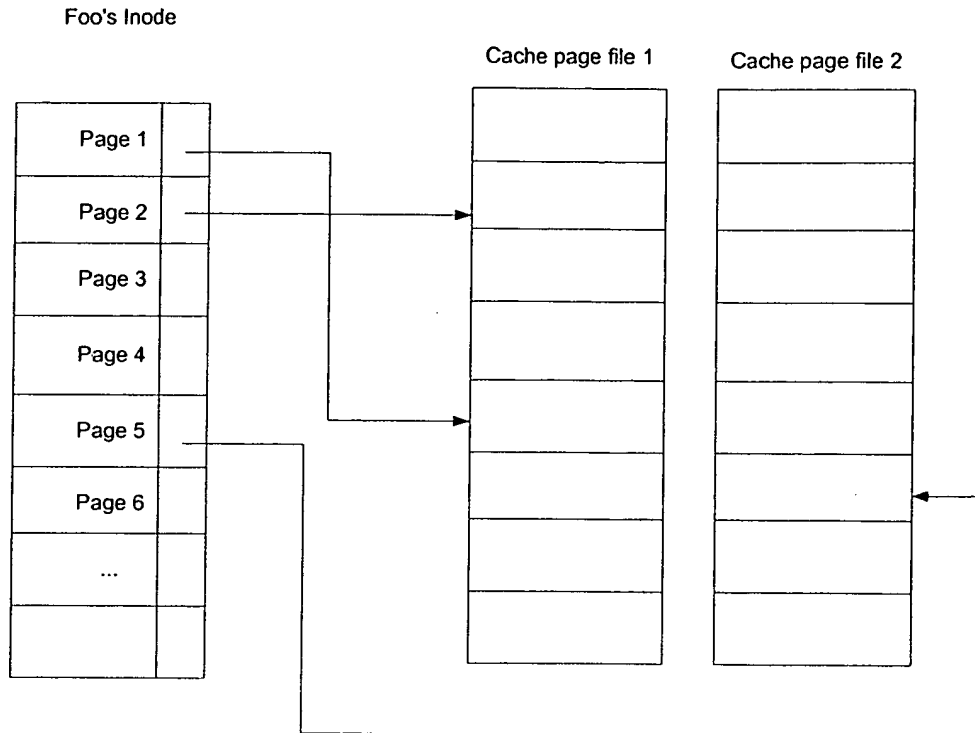 Foo's Inode
Cache page file 1
Cache page file 2
Page 1
Page 2
Page 3
Page 4
Page 5
Page 6
...